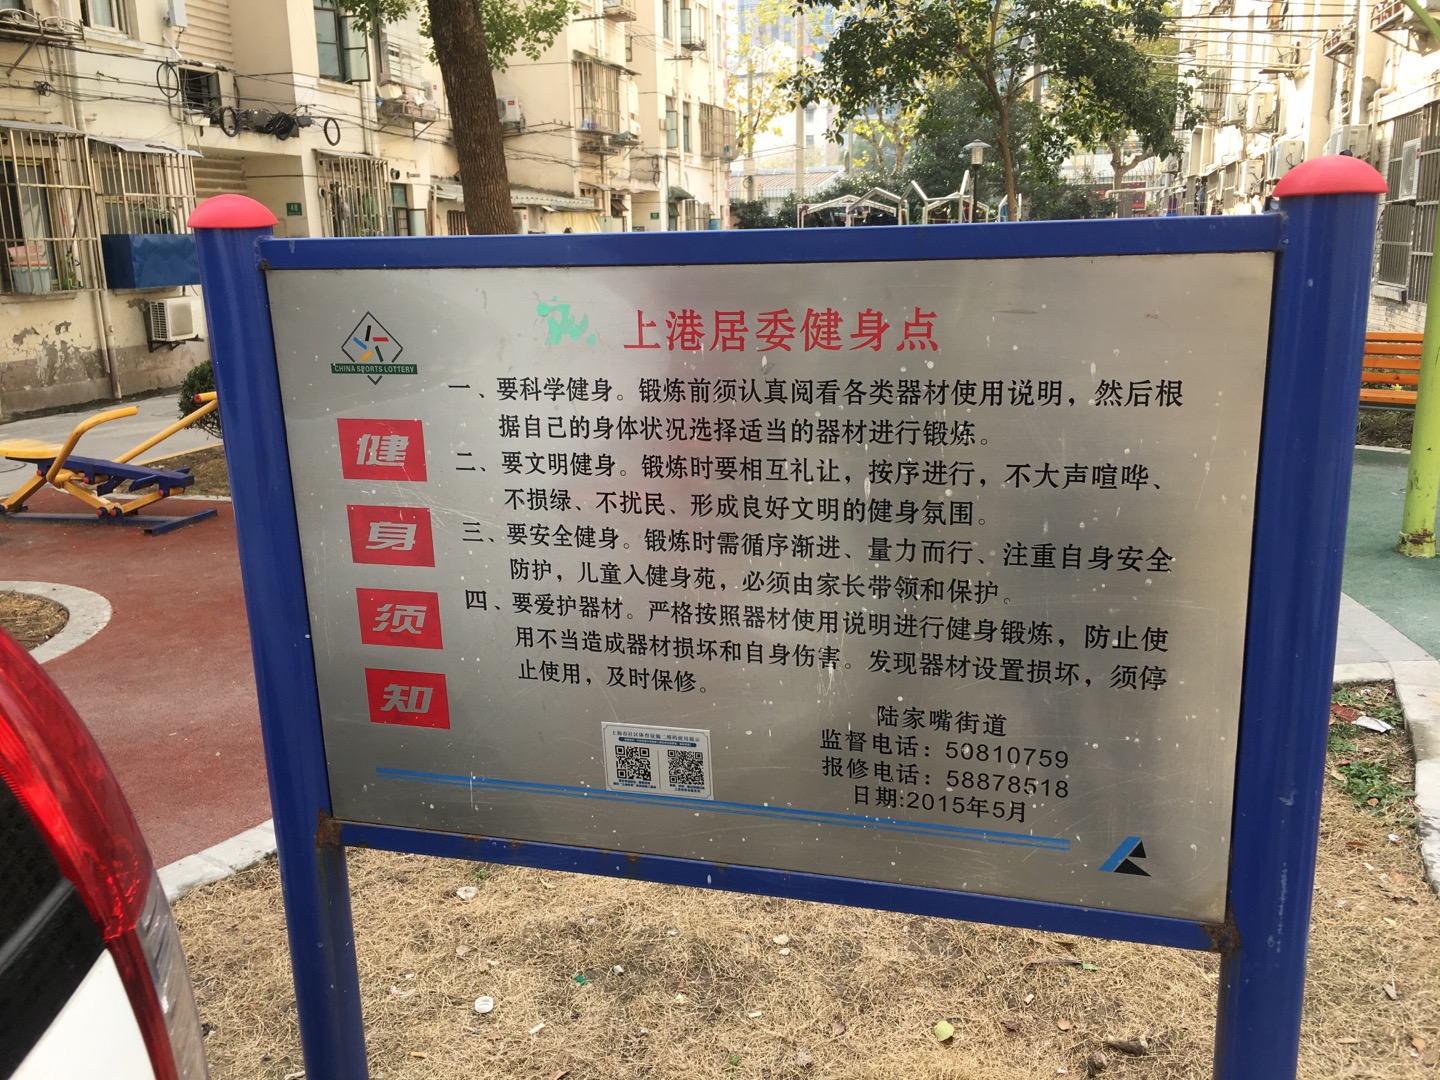 上港居委健身点
CHINA SPORTS LOTTERY
健
身
须
知
一、要科学健身。锻炼前须认真阅看各类器材使用说明，然后根
据自己的身体状况选择适当的器材进行锻炼。
二、要文明健身。锻炼时要相互礼让，按序进行，不大声喧哗、
不损绿、不扰民、形成良好文明的健身氛围。
三、要安全健身。锻炼时需循序渐进、量力而行、注重自身安全
防护，儿童入健身苑，必须由家长带领和保护。
四、要爱护器材。严格按照器材使用说明进行健身锻炼，防止使
用不当造成器材损坏和自身伤害。发现器材设置损坏，须停
止使用，及时保修。
陆家嘴街道
监督电话：50810759
报修电话：58878518
日期:2015年5月